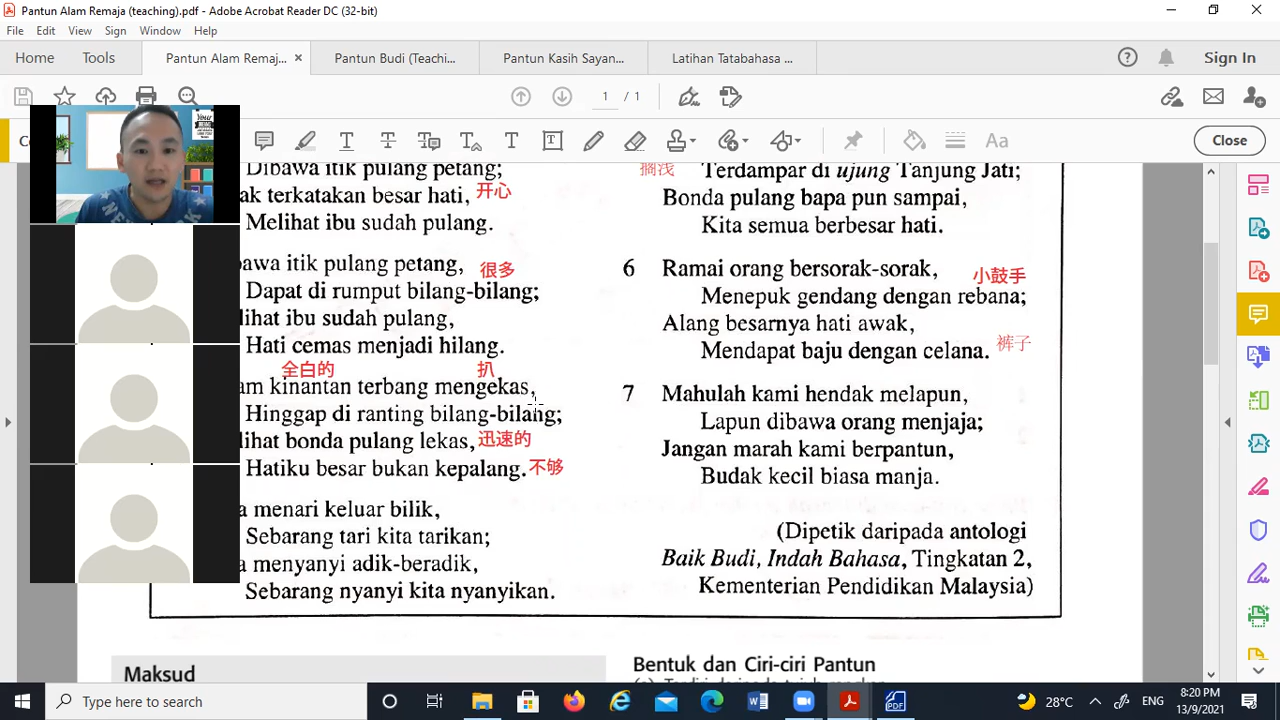 Pantun Alam Remaja (teaching).pdf - Adobe Acrobat Reader DC (32-bit)
File Edit View Sign Window Help
Home Tools Pantun Alam Remaj... Pantun Budi (Teachi... Pantun Kasih Sayan... Latihan Tatabahasa ... Sign In
1 / 1
Close
Dibawa itik pulang petang;
terkatakan besar hati, 开心
Melihat ibu sudah pulang.
itik pulang petang, 很多
Dapat di rumput bilang-bilang;
ibu sudah pulang,
Hati cemas menjadi hilang.
全白的 扒
kinantan terbang mengekas,
Hinggap di ranting bilang-bilang;
bonda pulang lekas, 迅速的
Hatiku besar bukan kepalang. 不够
menari keluar bilik,
Sebarang tari kita tarikan;
menyanyi adik-beradik,
Sebarang nyanyi kita nyanyikan.
搁浅 Terdampar di ujung Tanjung Jati;
Bonda pulang bapa pun sampai,
Kita semua berbesar hati.
6 Ramai orang bersorak-sorak,
小鼓手
Menepuk gendang dengan rebana;
Alang besarnya hati awak,
Mendapat baju dengan celana. 裤子
7 Mahulah kami hendak melapun,
Lapun dibawa orang menjaja;
Jangan marah kami berpantun,
Budak kecil biasa manja.
(Dipetik daripada antologi
Baik Budi, Indah Bahasa, Tingkatan 2,
Kementerian Pendidikan Malaysia)
Maksud
Bentuk dan Ciri-ciri Pantun
Type here to search
28°C ENG 8:20 PM
13/9/2021